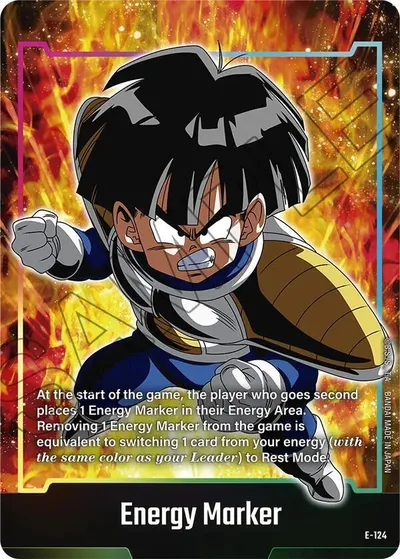 At the start of the game, the player who goes second
places 1 Energy Marker in their Energy Area.
Removing 1 Energy Marker from the game is
equivalent to switching 1 card from your energy (with
the same color as your Leader) to Rest Mode.
BANDAI MADE IN JAPAN
Energy Marker
E-124